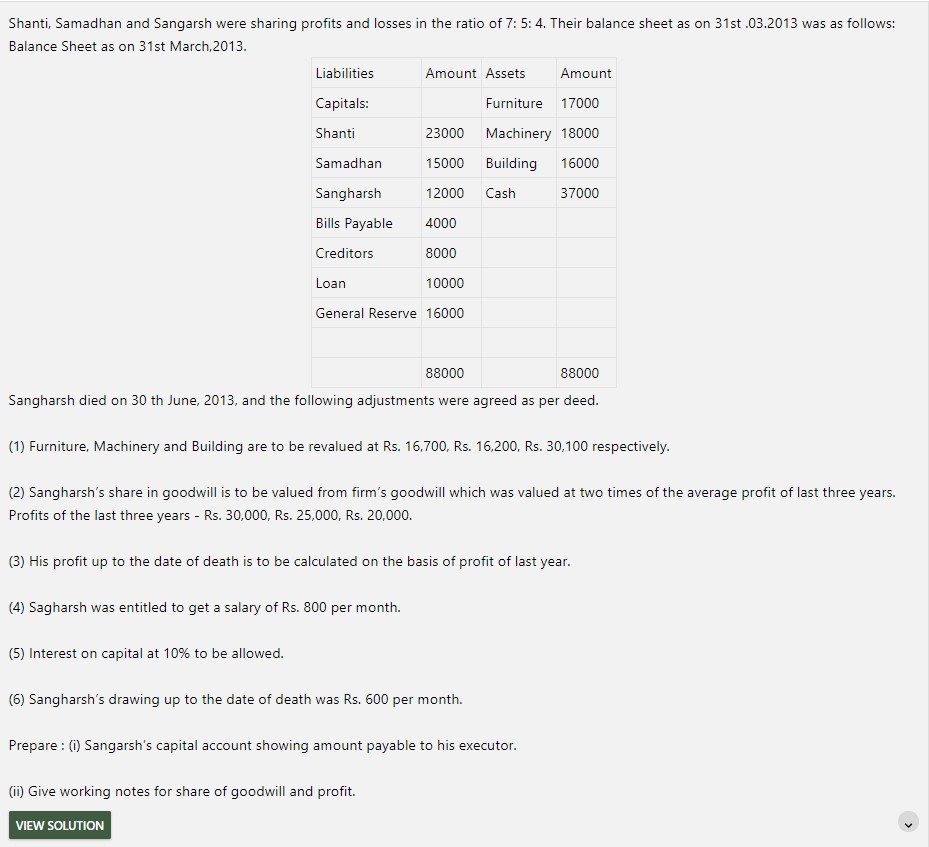 Shanti, Samadhan and Sangarsh were sharing profits and losses in the ratio of 7: 5: 4. Their balance sheet as on 31st .03.2013 was as follows:
Balance Sheet as on 31st March,2013.
Liabilities Amount Assets Amount
Capitals: Furniture 17000
Shanti 23000 Machinery 18000
Samadhan 15000 Building 16000
Sangharsh 12000 Cash 37000
Bills Payable 4000
Creditors 8000
Loan 10000
General Reserve 16000
88000 88000
Sangharsh died on 30 th June, 2013, and the following adjustments were agreed as per deed.
(1) Furniture, Machinery and Building are to be revalued at Rs. 16,700, Rs. 16,200, Rs. 30,100 respectively.
(2) Sangharsh's share in goodwill is to be valued from firm's goodwill which was valued at two times of the average profit of last three years.
Profits of the last three years - Rs. 30,000, Rs. 25,000, Rs. 20,000.
(3) His profit up to the date of death is to be calculated on the basis of profit of last year.
(4) Sagharsh was entitled to get a salary of Rs. 800 per month.
(5) Interest on capital at 10% to be allowed.
(6) Sangharsh's drawing up to the date of death was Rs. 600 per month.
Prepare : (i) Sangarsh's capital account showing amount payable to his executor.
(ii) Give working notes for share of goodwill and profit.
VIEW SOLUTION